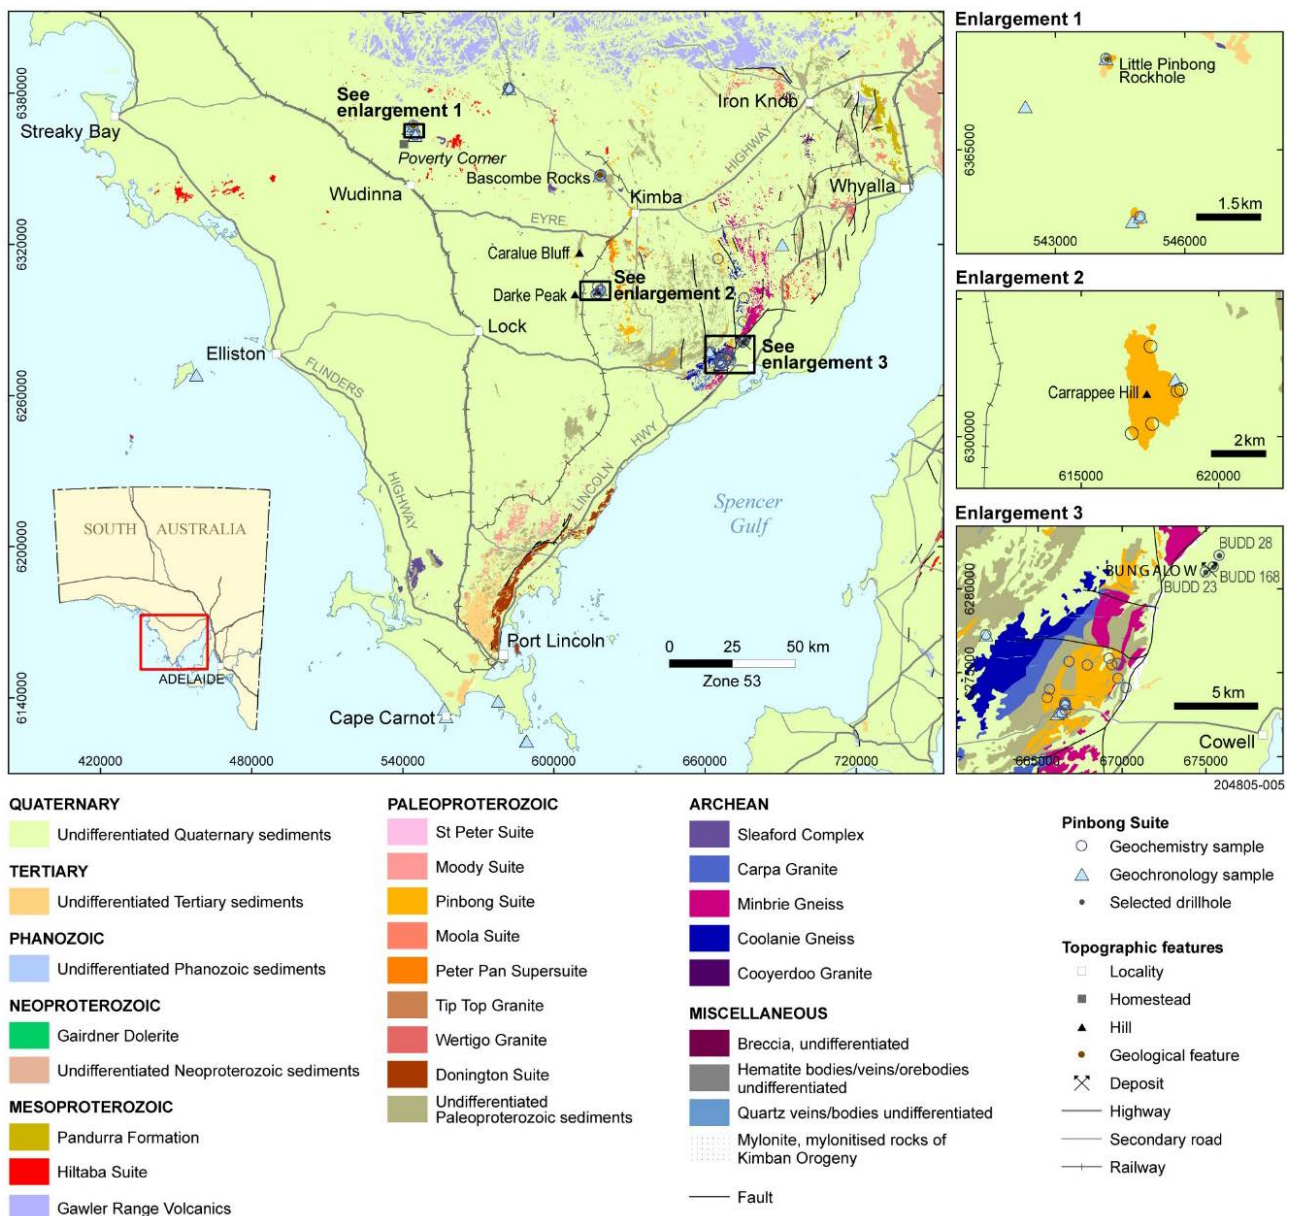 Enlargement 1
Little Pinbong
Rockhole
6365000
1.5 km
543000
546000
Enlargement 2
Carrappee Hill
6300000
2 km
615000
620000
Enlargement 3
BUDD 28
BUNGALOW
BUDD 168
BUDD 23
6280000
6275000
5 km
Cowell
665000
670000
675000
204805-005
6380000
6320000
6260000
6200000
6140000
420000
480000
540000
600000
660000
720000
See
enlargement 1
Iron Knob
Streaky Bay
Poverty Corner
HIGHWAY
Bascombe Rocks
Wudinna
Whyalla
Kimba
EYRE
Caralue Bluff
See
enlargement 2
Darke Peak
Lock
See
enlargement 3
Elliston
FLINDERS
HIGHWAY
LINCOLN
HWY
Spencer
Gulf
SOUTH AUSTRALIA
ADELAIDE
Port Lincoln
0 25 50 km
Zone 53
Cape Carnot
QUATERNARY
Undifferentiated Quaternary sediments
TERTIARY
Undifferentiated Tertiary sediments
PHANOZOIC
Undifferentiated Phanozoic sediments
NEOPROTEROZOIC
Gairdner Dolerite
Undifferentiated Neoproterozoic sediments
MESOPROTEROZOIC
Pandurra Formation
Hiltaba Suite
Gawler Range Volcanics
PALEOPROTEROZOIC
St Peter Suite
Moody Suite
Pinbong Suite
Moola Suite
Peter Pan Supersuite
Tip Top Granite
Wertigo Granite
Donington Suite
Undifferentiated
Paleoproterozoic sediments
ARCHEAN
Sleaford Complex
Carpa Granite
Minbrie Gneiss
Coolanie Gneiss
Cooyerdoo Granite
MISCELLANEOUS
Breccia, undifferentiated
Hematite bodies/veins/orebodies
undifferentiated
Quartz veins/bodies undifferentiated
Mylonite, mylonitised rocks of
Kimban Orogeny
Fault
Pinbong Suite
Geochemistry sample
Geochronology sample
Selected drillhole
Topographic features
Locality
Homestead
Hill
Geological feature
Deposit
Highway
Secondary road
Railway